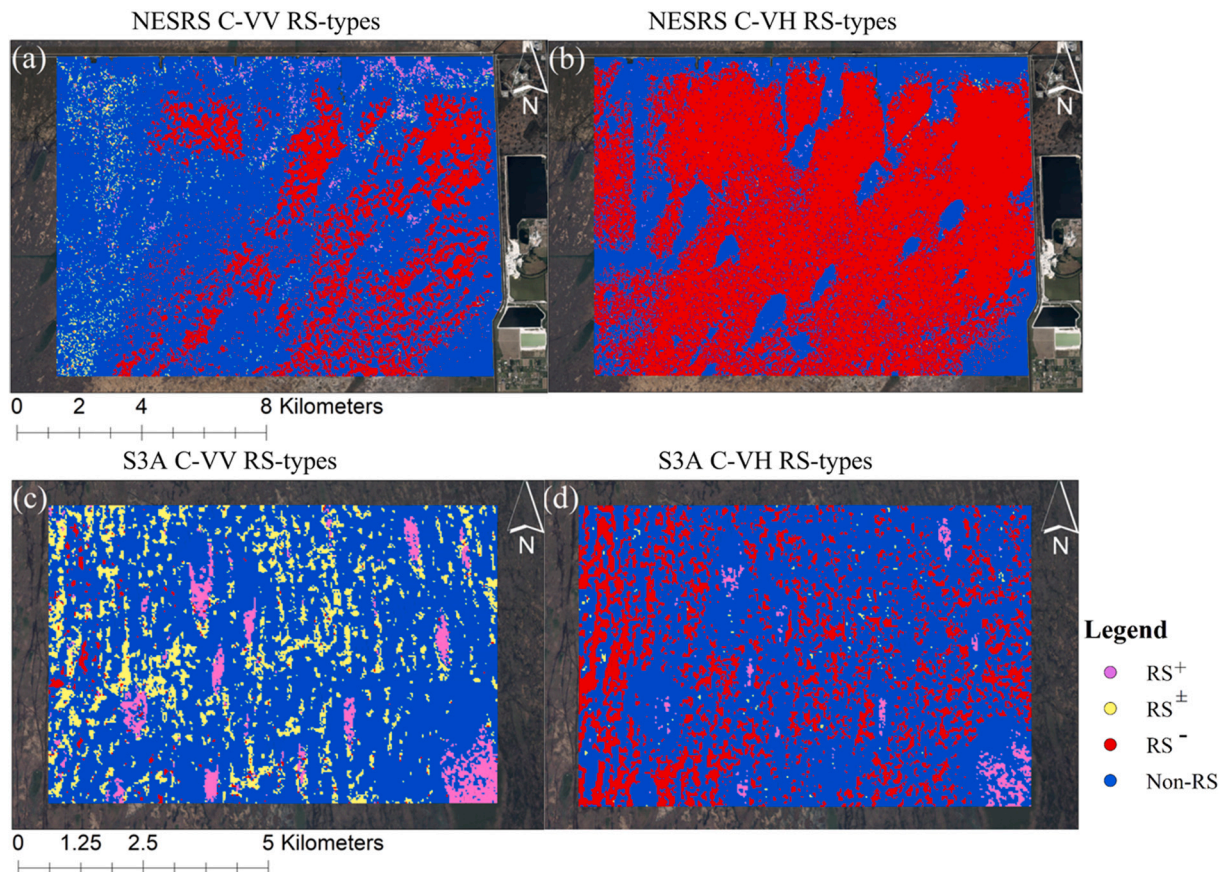 NESRS C-VV RS-types
NESRS C-VH RS-types
(a)
N
(b)
N
0 2 4 8 Kilometers
S3A C-VV RS-types
S3A C-VH RS-types
(c)
N
(d)
N
Legend
RS+
RS±
RS-
Non-RS
0 1.25 2.5 5 Kilometers